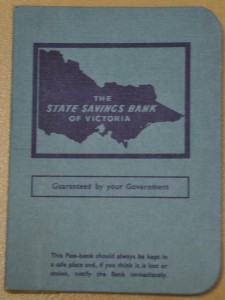 THE
STATE SAVINGS BANK
OF VICTORIA
Guaranteed by your Government
This Pass-book should always be kept in
a safe place and, if you think it is lost or
stolen, notify the Bank immediately.